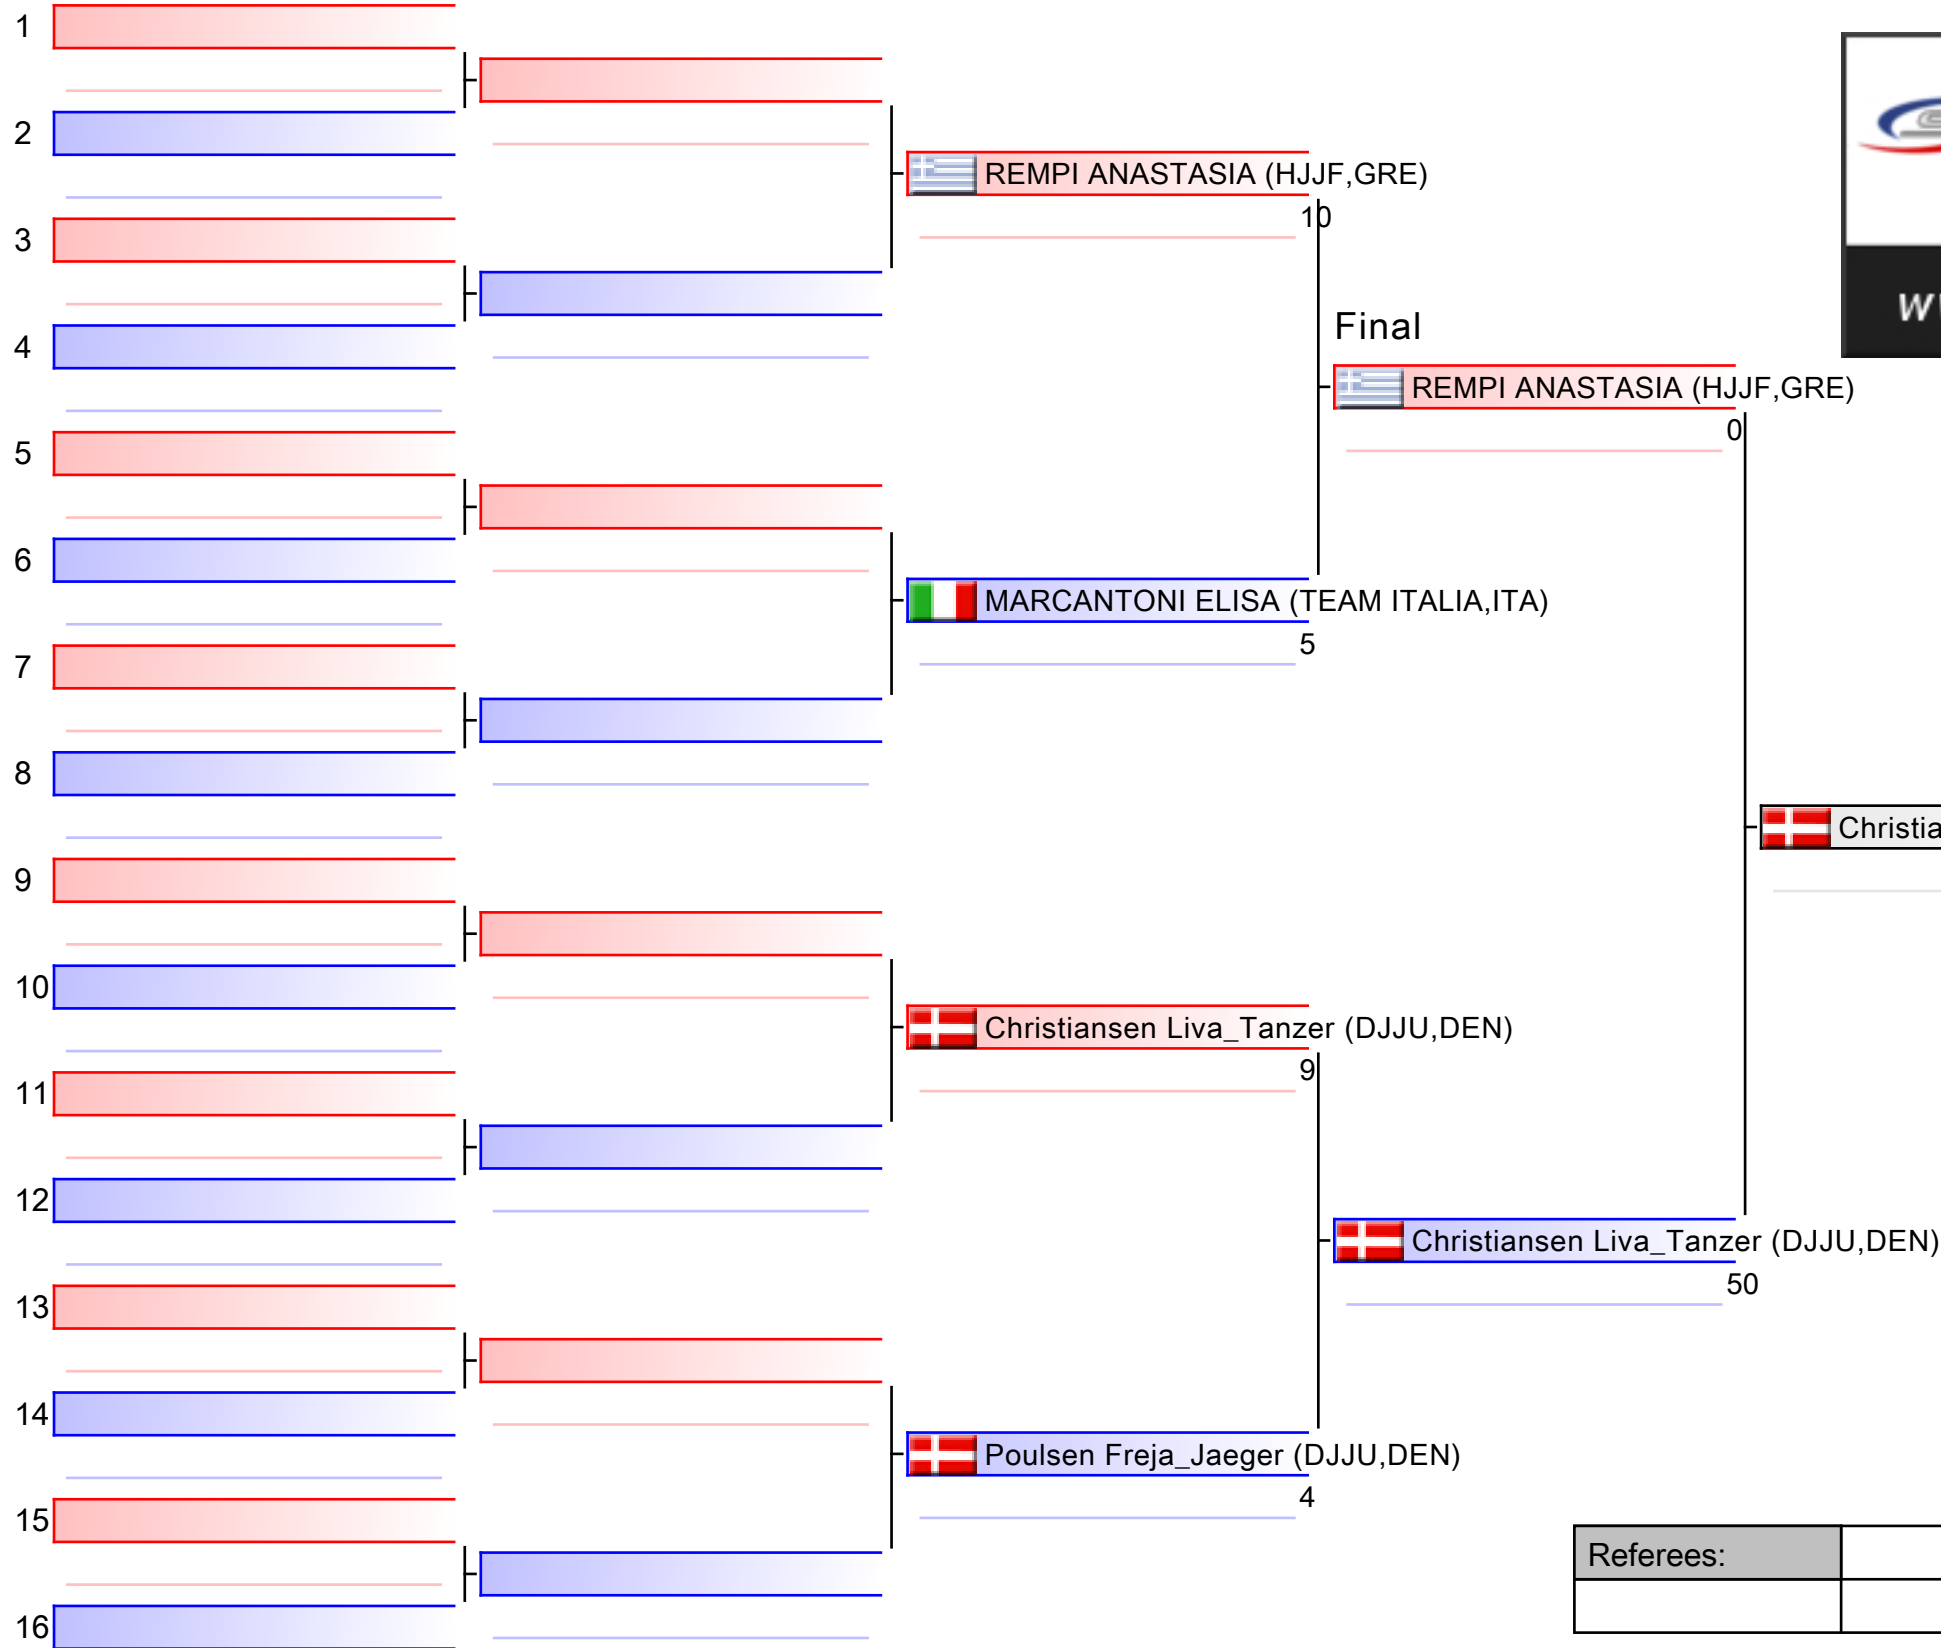 1
2
REMPI ANASTASIA (HJJF,GRE)
10
3
Final
4
REMPI ANASTASIA (HJJF,GRE)
0
5
6
MARCANTONI ELISA (TEAM ITALIA,ITA)
5
7
8
Christia
9
10
Christiansen Liva_Tanzer (DJJU,DEN)
9
11
12
Christiansen Liva_Tanzer (DJJU,DEN)
50
13
14
Poulsen Freja_Jaeger (DJJU,DEN)
4
15
Referees:
16